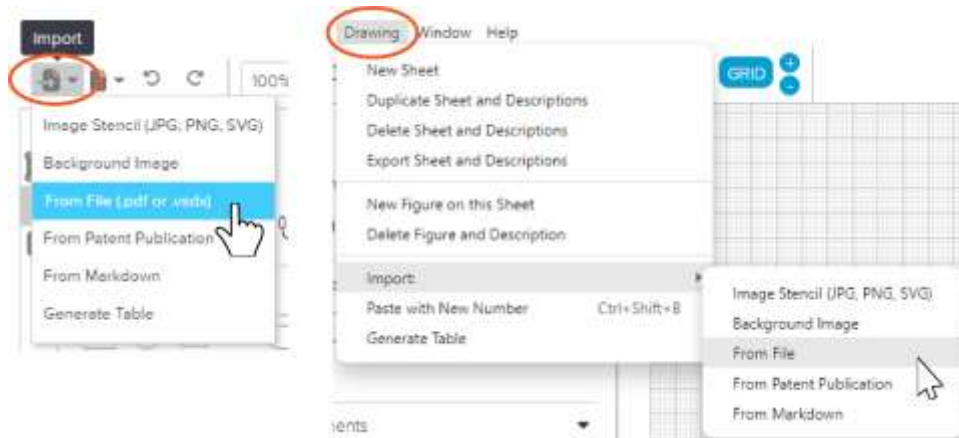 Import
100%
Image Stencil (JPG, PNG, SVG)
Background Image
From File (.pdf or .vsdx)
From Patent Publication
From Markdown
Generate Table
Drawing Window Help
New Sheet
Duplicate Sheet and Descriptions
Delete Sheet and Descriptions
Export Sheet and Descriptions
New Figure on this Sheet
Delete Figure and Description
Import:
Paste with New Number Ctrl+Shift+B
Generate Table
GRID
Image Stencil (JPG, PNG, SVG)
Background Image
From File
From Patent Publication
From Markdown